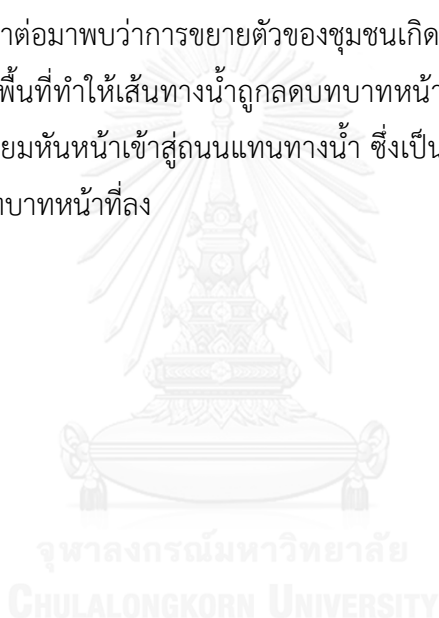 าต่อมาพบว่าการขยายตัวของชุมชนเกิด
พื้นที่ทำให้เส้นทางน้ำถูกลดบทบาทหน้า
ยมหันหน้าเข้าสู่ถนนแทนทางน้ำ ซึ่งเป็น
ทบาทหน้าที่ลง
จุฬาลงกรณ์มหาวิทยาลัย
CHULALONGKORN UNIVERSITY